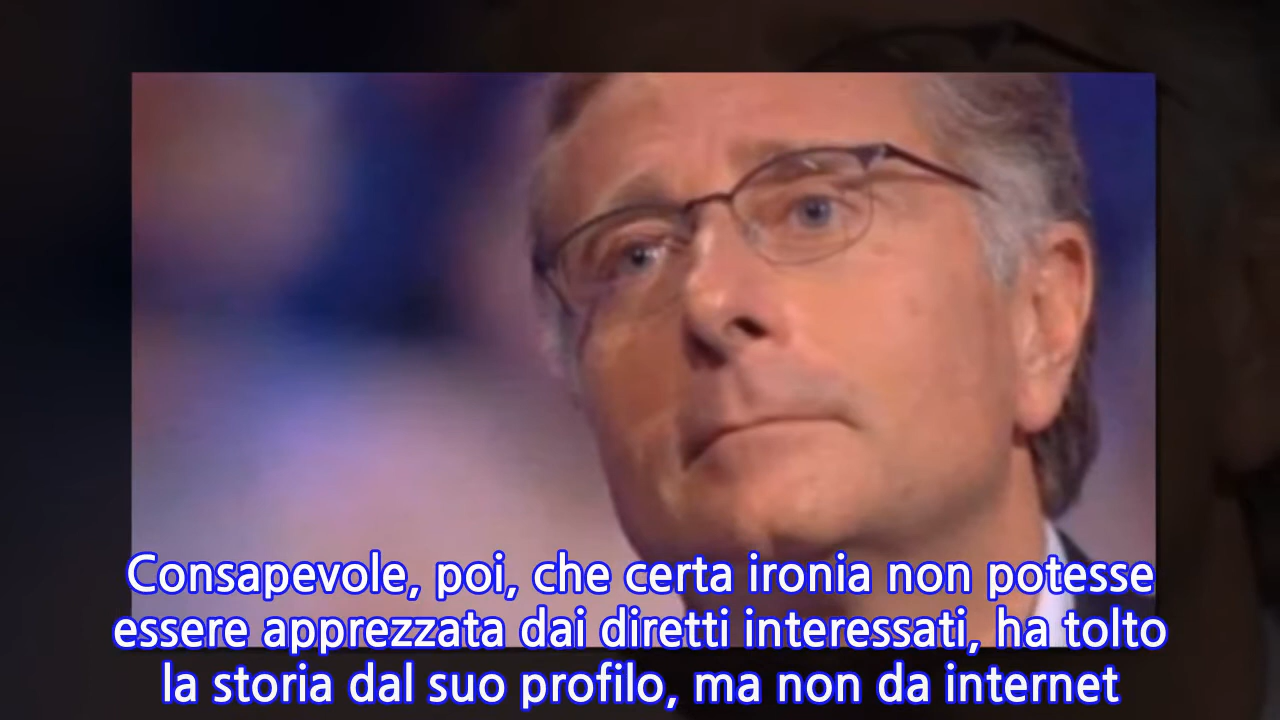 Consapevole, poi, che certa ironia non potesse
essere apprezzata dai diretti interessati, ha tolto
la storia dal suo profilo, ma non da internet